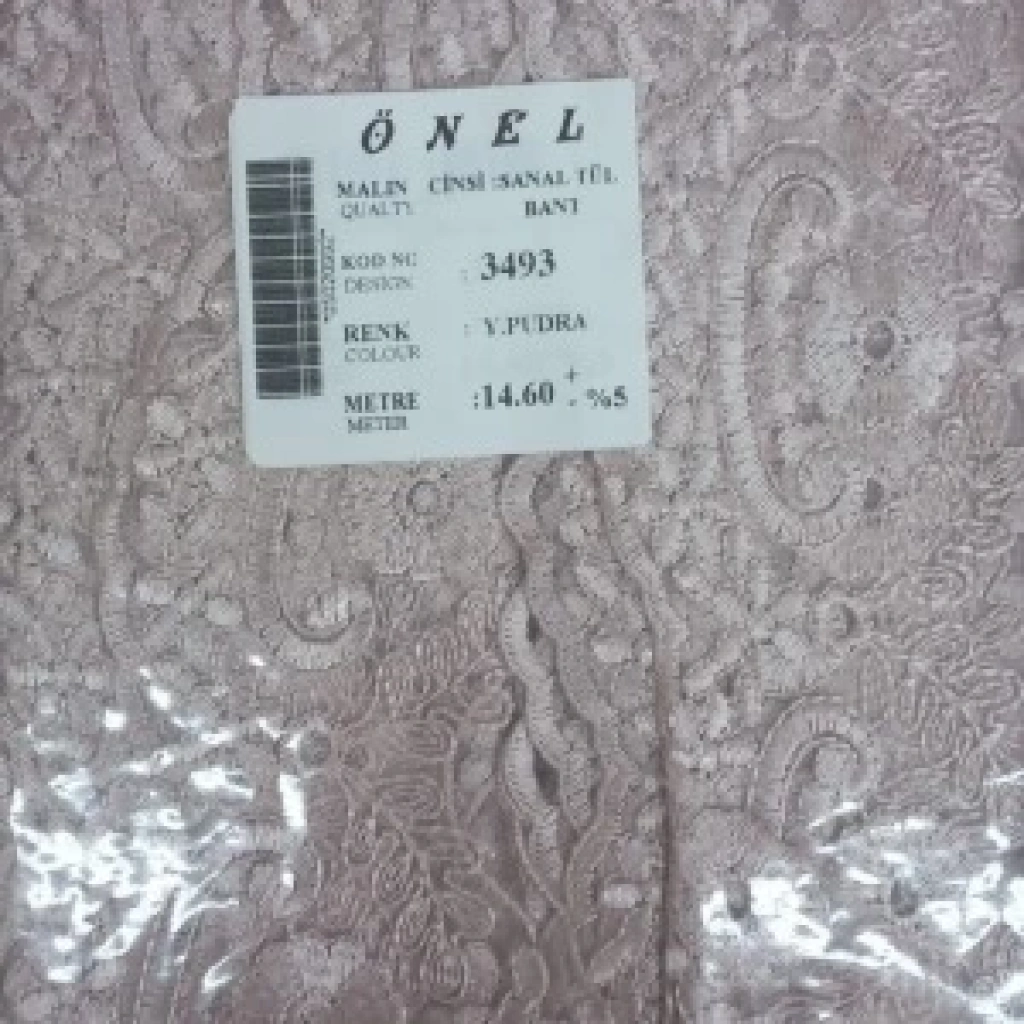 ÖNEL
MALIN CİNSİ :SANAL TÜL
QUALTY BANT
KOD NO : 3493
DESIGN
RENK : Y.PUDRA
COLOUR
METRE :14.60 + - %5
METER